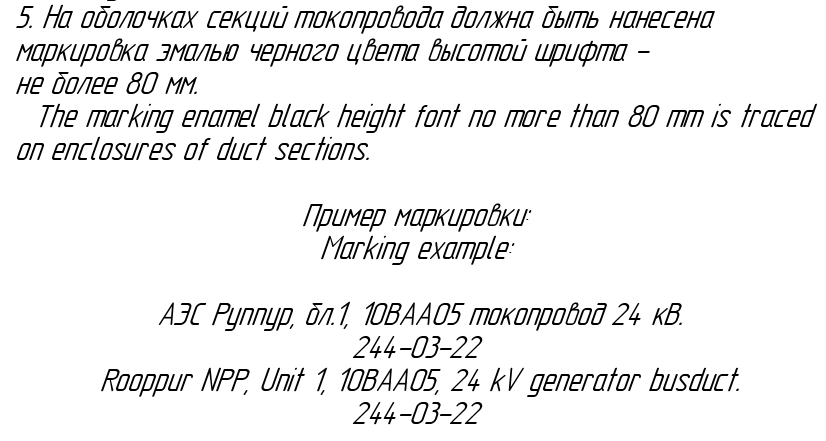 5. На оболочках секций токопровода должна быть нанесена
маркировка эмалью черного цвета высотой шрифта –
не более 80 мм.
The marking enamel black height font no more than 80 mm is traced
on enclosures of duct sections.
Пример маркировки:
Marking example:
АЭС Руппур, бл.1, 10BAA05 токопровод 24 кВ.
244-03-22
Rooppur NPP, Unit 1, 10BAA05, 24 kV generator busduct.
244-03-22